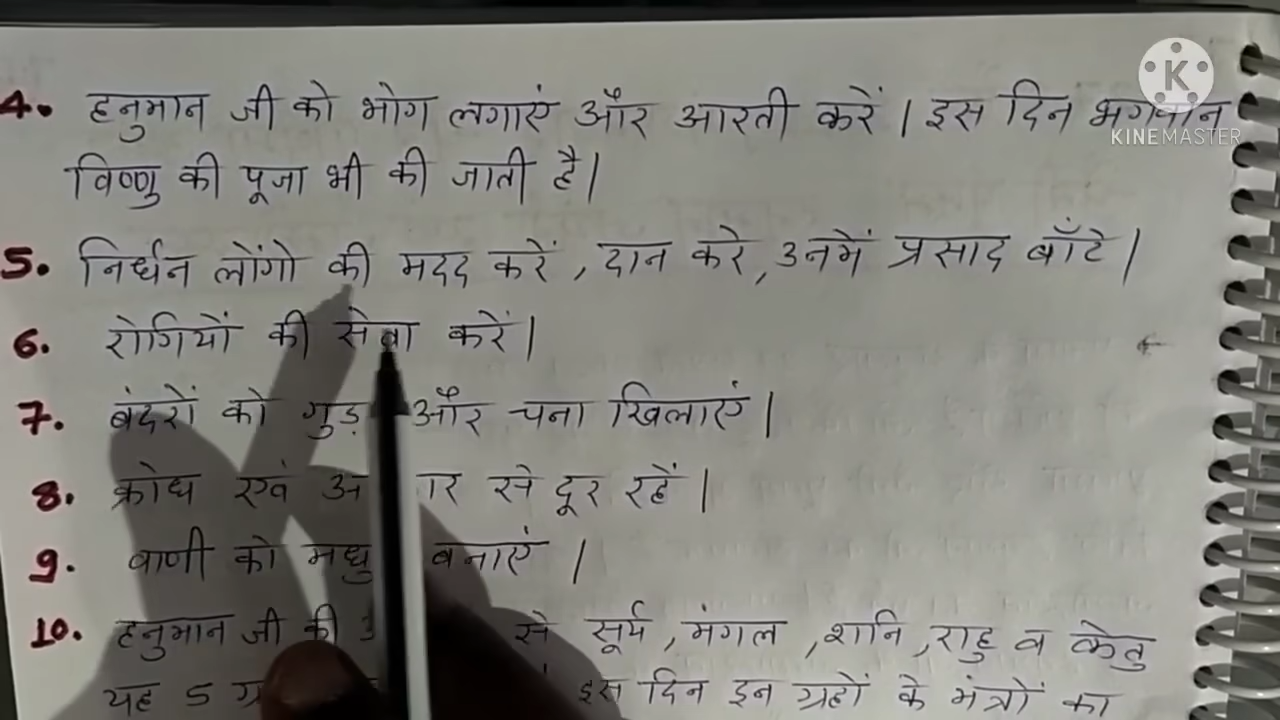 4. हनुमान जी को भोग लगाएं और आरती करें। इस दिन भगवान
विष्णु की पूजा भी की जाती है।
5. निर्धन लोंगो की मदद करें, दान करे, उनमें प्रसाद बाँटे।
6. रोगियों की सेवा करें।
7. बंदरों को गुड़ और चना खिलाएं।
8. क्रोध एवं से दूर रहें।
9. वाणी को बनाएं।
10. हनुमान जी की से सूर्य, मंगल, शनि, राहु व केतु
यह 5 इस दिन इन ग्रहों के मंत्रों का
K
KINEMASTER